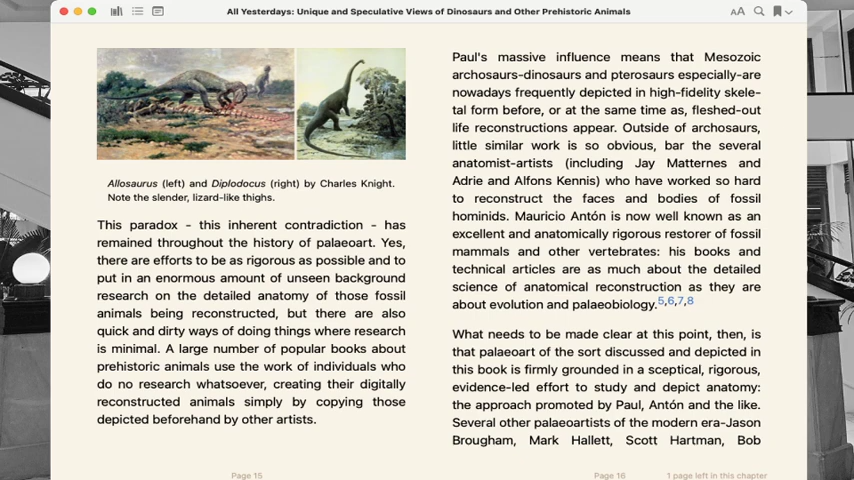 All Yesterdays: Unique and Speculative Views of Dinosaurs and Other Prehistoric Animals
AA
Allosaurus (left) and Diplodocus (right) by Charles Knight.
Note the slender, lizard-like thighs.
This paradox - this inherent contradiction - has
remained throughout the history of palaeoart. Yes,
there are efforts to be as rigorous as possible and to
put in an enormous amount of unseen background
research on the detailed anatomy of those fossil
animals being reconstructed, but there are also
quick and dirty ways of doing things where research
is minimal. A large number of popular books about
prehistoric animals use the work of individuals who
do no research whatsoever, creating their digitally
reconstructed animals simply by copying those
depicted beforehand by other artists.
Page 15
Paul's massive influence means that Mesozoic
archosaurs-dinosaurs and pterosaurs especially-are
nowadays frequently depicted in high-fidelity skele-
tal form before, or at the same time as, fleshed-out
life reconstructions appear. Outside of archosaurs,
little similar work is so obvious, bar the several
anatomist-artists (including Jay Matternes and
Adrie and Alfons Kennis) who have worked so hard
to reconstruct the faces and bodies of fossil
hominids. Mauricio Antón is now well known as an
excellent and anatomically rigorous restorer of fossil
mammals and other vertebrates: his books and
technical articles are as much about the detailed
science of anatomical reconstruction as they are
about evolution and palaeobiology.5,6,7,8
What needs to be made clear at this point, then, is
that palaeoart of the sort discussed and depicted in
this book is firmly grounded in a sceptical, rigorous,
evidence-led effort to study and depict anatomy:
the approach promoted by Paul, Antón and the like.
Several other palaeoartists of the modern era-Jason
Brougham, Mark Hallett, Scott Hartman, Bob
Page 16
1 page left in this chapter